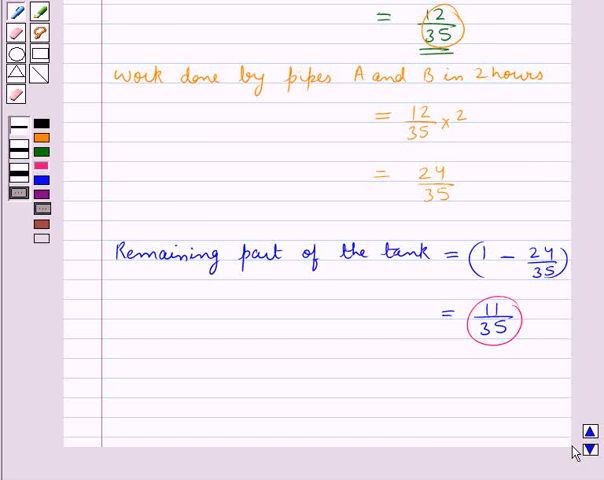 = 12/35
Work done by pipes A and B in 2 hours
= 12/35 × 2
= 24/35
Remaining part of the tank = (1 - 24/35)
= 11/35